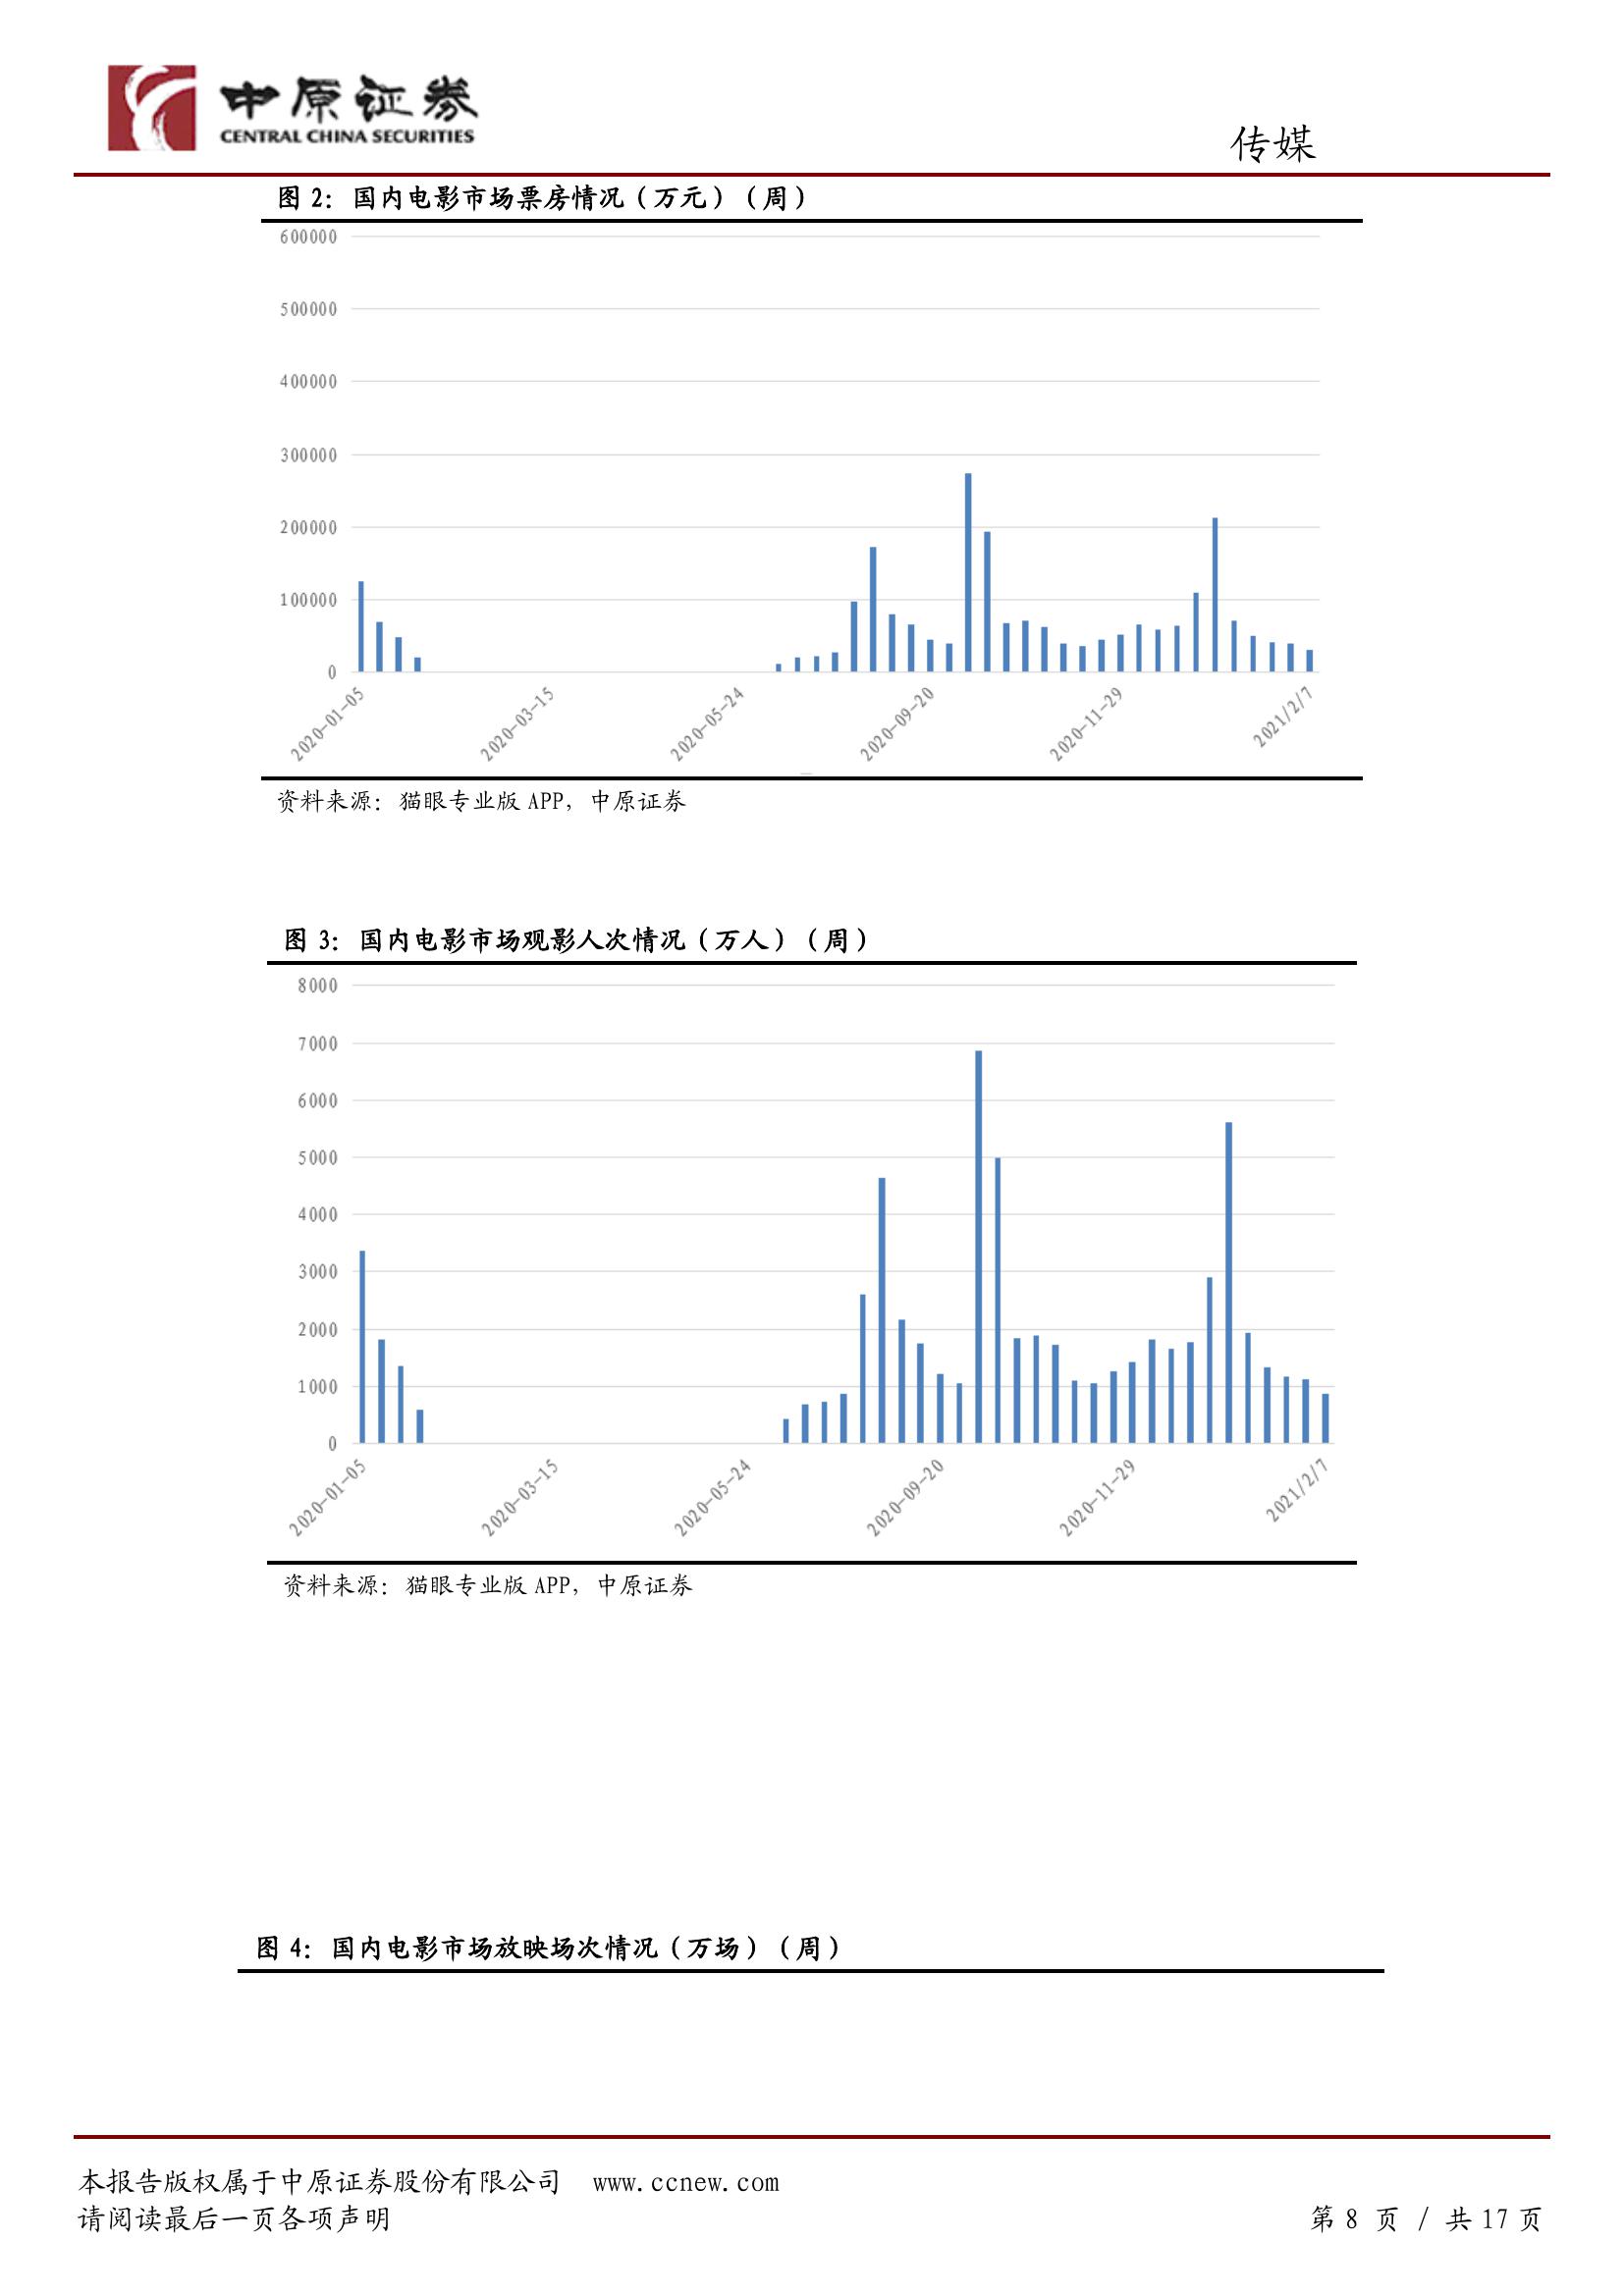 中原证券
CENTRAL CHINA SECURITIES
传媒
图 2：国内电影市场票房情况（万元）（周）
600000
500000
400000
300000
200000
100000
0
2020-01-05
2020-03-15
2020-05-24
2020-09-20
2020-11-29
2021/2/7
资料来源：猫眼专业版 APP，中原证券
图 3：国内电影市场观影人次情况（万人）（周）
8000
7000
6000
5000
4000
3000
2000
1000
0
2020-01-05
2020-03-15
2020-05-24
2020-09-20
2020-11-29
2021/2/7
资料来源：猫眼专业版 APP，中原证券
图 4：国内电影市场放映场次情况（万场）（周）
本报告版权属于中原证券股份有限公司 www.ccnew.com
请阅读最后一页各项声明
第 8 页 / 共 17 页